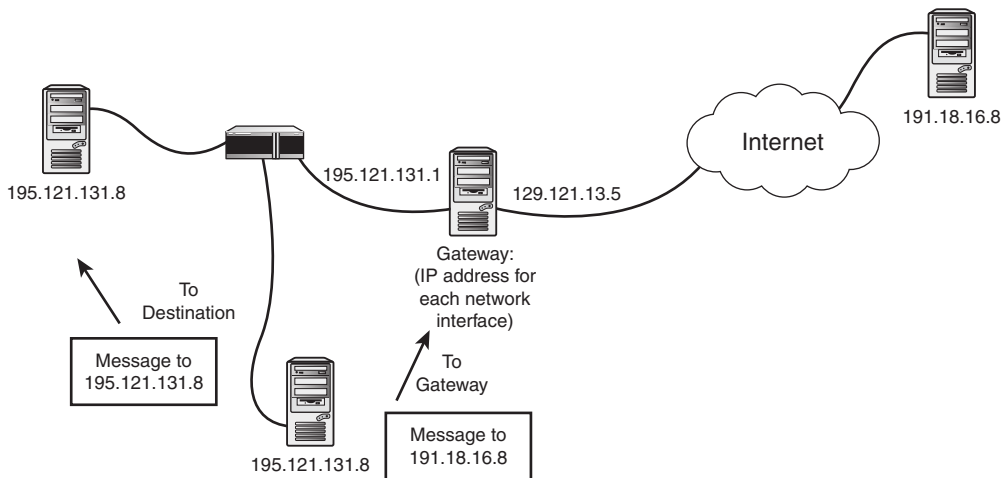 191.18.16.8
Internet
195.121.131.8
195.121.131.1
129.121.13.5
Gateway:
(IP address for
each network
interface)
To
Destination
Message to
195.121.131.8
To
Gateway
195.121.131.8
Message to
191.18.16.8